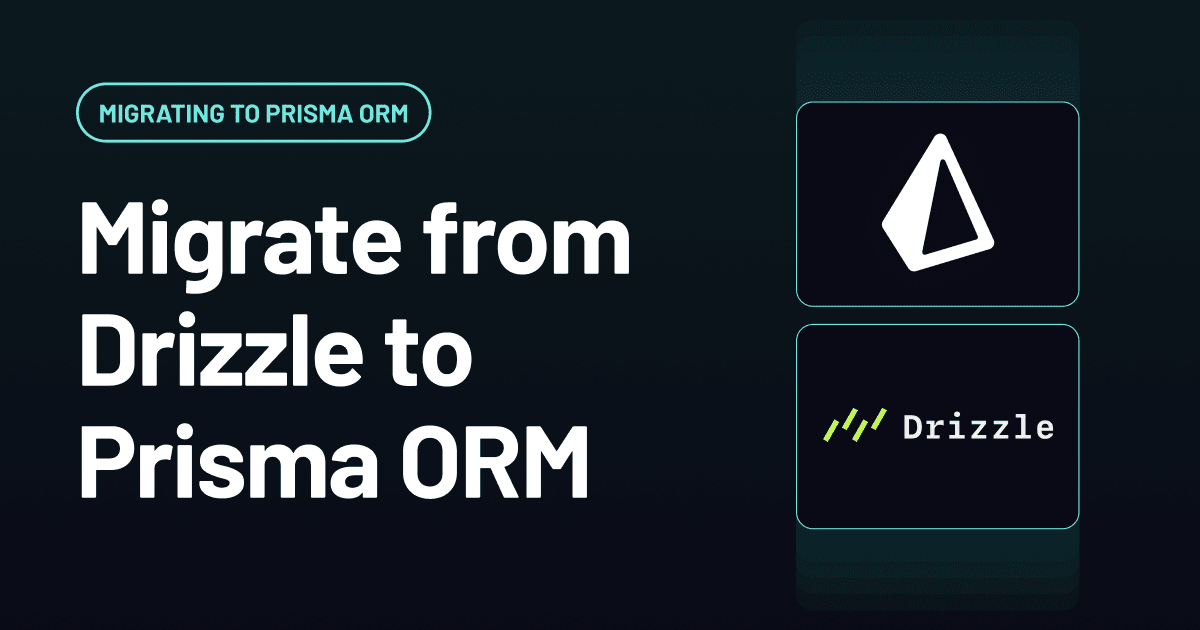 MIGRATING TO PRISMA ORM
Migrate from
Drizzle to
Prisma ORM
Drizzle